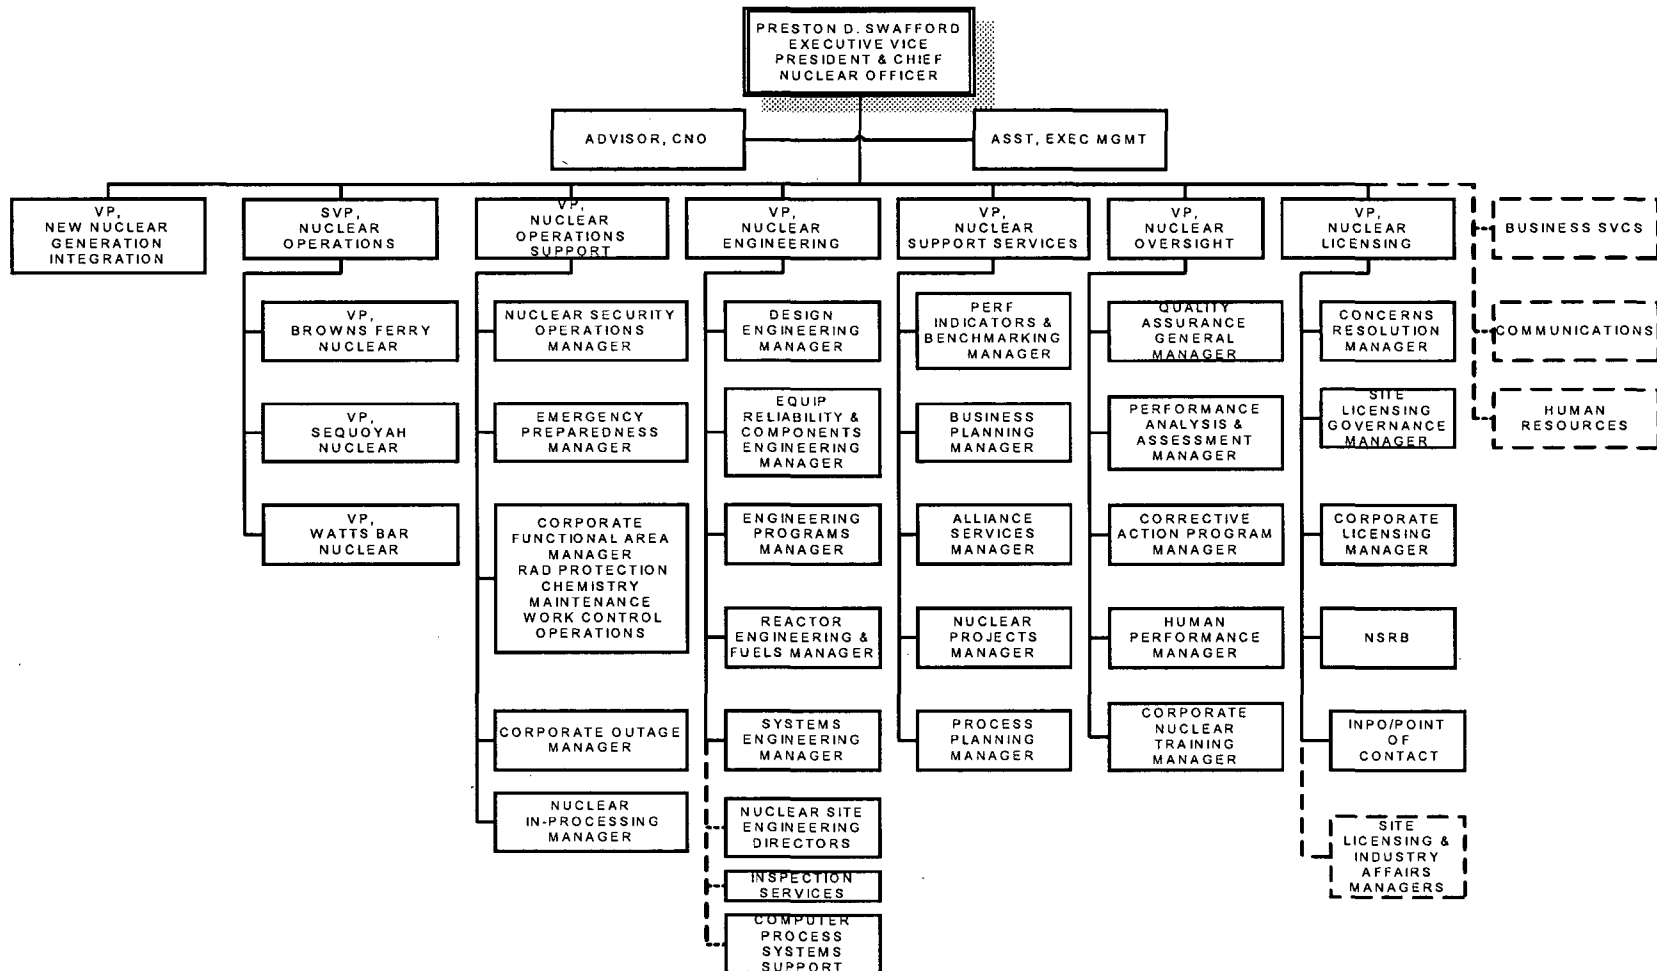 PRESTON D. SWAFFORD
EXECUTIVE VICE
PRESIDENT & CHIEF
NUCLEAR OFFICER
ADVISOR, CNO
ASST, EXEC MGMT
VP,
NEW NUCLEAR
GENERATION
INTEGRATION
SVP,
NUCLEAR
OPERATIONS
VP,
NUCLEAR
OPERATIONS
SUPPORT
VP,
NUCLEAR
ENGINEERING
VP,
NUCLEAR
SUPPORT SERVICES
VP,
NUCLEAR
OVERSIGHT
VP,
NUCLEAR
LICENSING
BUSINESS SVCS
COMMUNICATIONS
HUMAN
RESOURCES
VP,
BROWNS FERRY
NUCLEAR
VP,
SEQUOYAH
NUCLEAR
VP,
WATTS BAR
NUCLEAR
NUCLEAR SECURITY
OPERATIONS
MANAGER
EMERGENCY
PREPAREDNESS
MANAGER
CORPORATE
FUNCTIONAL AREA
MANAGER
RAD PROTECTION
CHEMISTRY
MAINTENANCE
WORK CONTROL
OPERATIONS
CORPORATE OUTAGE
MANAGER
NUCLEAR
IN-PROCESSING
MANAGER
DESIGN
ENGINEERING
MANAGER
EQUIP
RELIABILITY &
COMPONENTS
ENGINEERING
MANAGER
ENGINEERING
PROGRAMS
MANAGER
REACTOR
ENGINEERING &
FUELS MANAGER
SYSTEMS
ENGINEERING
MANAGER
NUCLEAR SITE
ENGINEERING
DIRECTORS
INSPECTION
SERVICES
COMPUTER
PROCESS
SYSTEMS
SUPPORT
PERF
INDICATORS &
BENCHMARKING
MANAGER
BUSINESS
PLANNING
MANAGER
ALLIANCE
SERVICES
MANAGER
NUCLEAR
PROJECTS
MANAGER
PROCESS
PLANNING
MANAGER
QUALITY
ASSURANCE
GENERAL
MANAGER
PERFORMANCE
ANALYSIS &
ASSESSMENT
MANAGER
CORRECTIVE
ACTION PROGRAM
MANAGER
HUMAN
PERFORMANCE
MANAGER
CORPORATE
NUCLEAR
TRAINING
MANAGER
CONCERNS
RESOLUTION
MANAGER
SITE
LICENSING
GOVERNANCE
MANAGER
CORPORATE
LICENSING
MANAGER
NSRB
INPO/POINT
OF
CONTACT
SITE
LICENSING &
INDUSTRY
AFFAIRS
MANAGERS